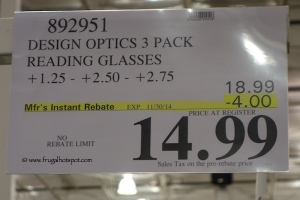 892951
DESIGN OPTICS 3 PACK
READING GLASSES
+1.25 - +2.50 - +2.75
18.99
Mfr's Instant Rebate EXP. 11/30/14 -4.00
PRICE AT REGISTER
NO
REBATE LIMIT
14.99
Sales Tax on the pre-rebate price
www.frugalhotspot.com